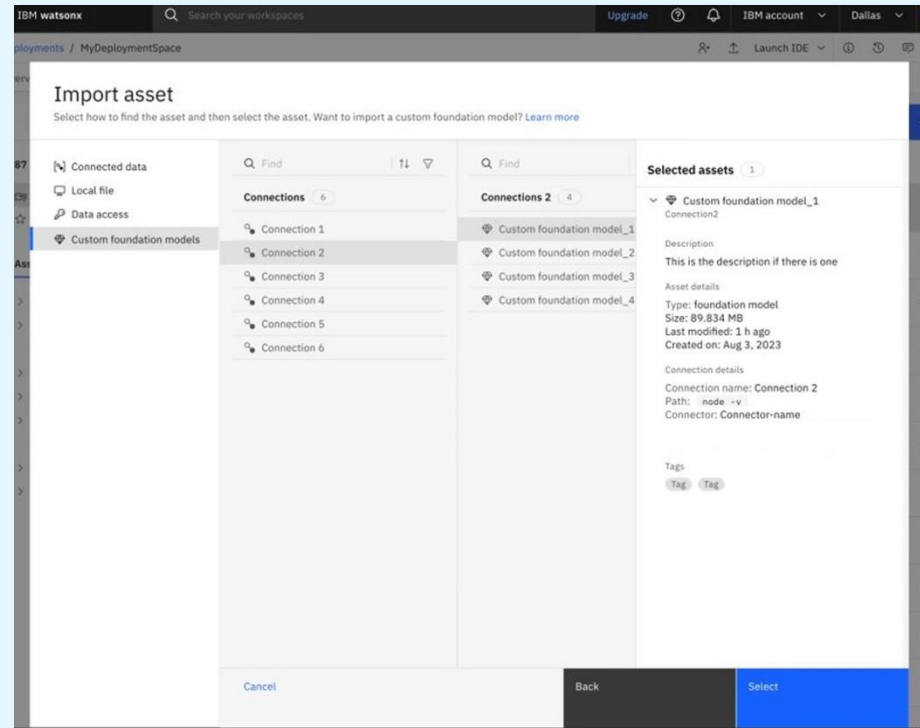 IBM watsonx
Search your workspaces
Upgrade
IBM account
Dallas
ployments / MyDeploymentSpace
Launch IDE
erv
Import asset
Select how to find the asset and then select the asset. Want to import a custom foundation model? Learn more
87
Ass
Connected data
Local file
Data access
Custom foundation models
Find
Connections 6
Connection 1
Connection 2
Connection 3
Connection 4
Connection 5
Connection 6
Find
Connections 2 4
Custom foundation model_1
Custom foundation model_2
Custom foundation model_3
Custom foundation model_4
Selected assets 1
Custom foundation model_1
Connection2
Description
This is the description if there is one
Asset details
Type: foundation model
Size: 89.834 MB
Last modified: 1 h ago
Created on: Aug 3, 2023
Connection details
Connection name: Connection 2
Path: node -v
Connector: Connector-name
Tags
Tag Tag
Cancel
Back
Select